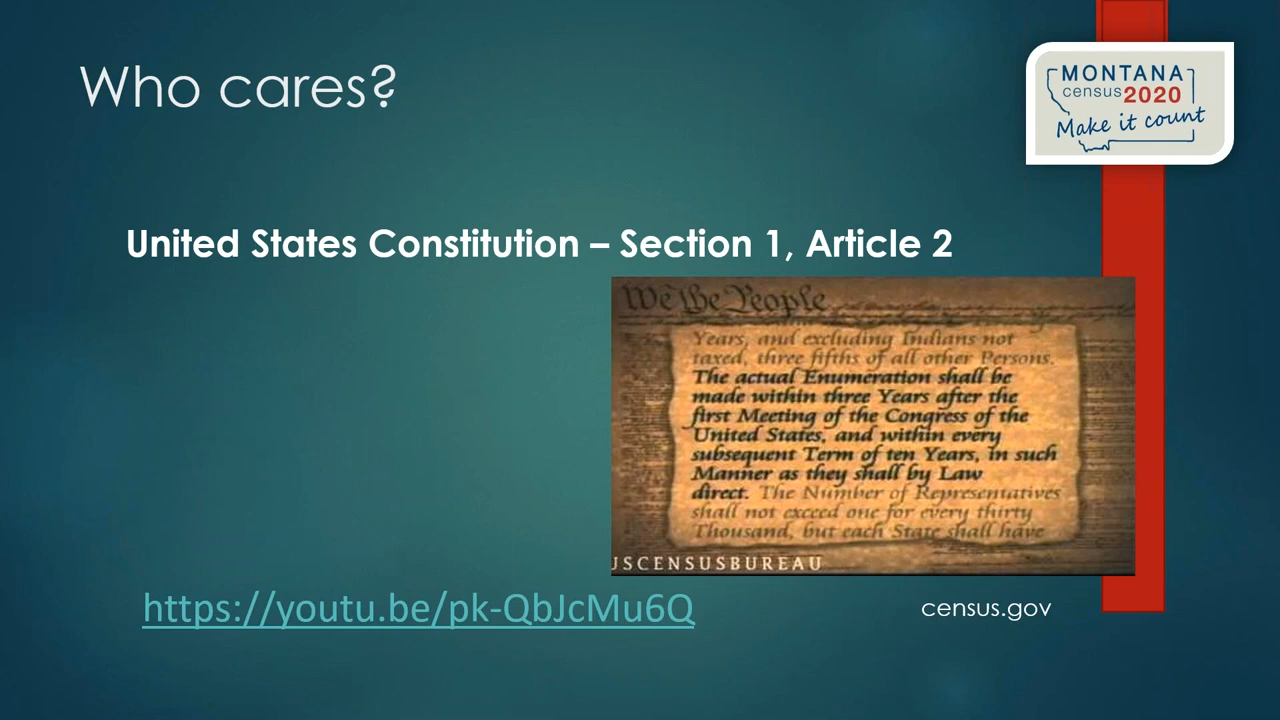 Who cares?
MONTANA
census2020
Make it count
United States Constitution – Section 1, Article 2
We the People
Years, and excluding Indians not
taxed, three fifths of all other Persons.
The actual Enumeration shall be
made within three Years after the
first Meeting of the Congress of the
United States, and within every
subsequent Term of ten Years, in such
Manner as they shall by Law
direct. The Number of Representatives
shall not exceed one for every thirty
Thousand, but each State shall have
USCENSUSBUREAU
https://youtu.be/pk-QbJcMu6Q
census.gov